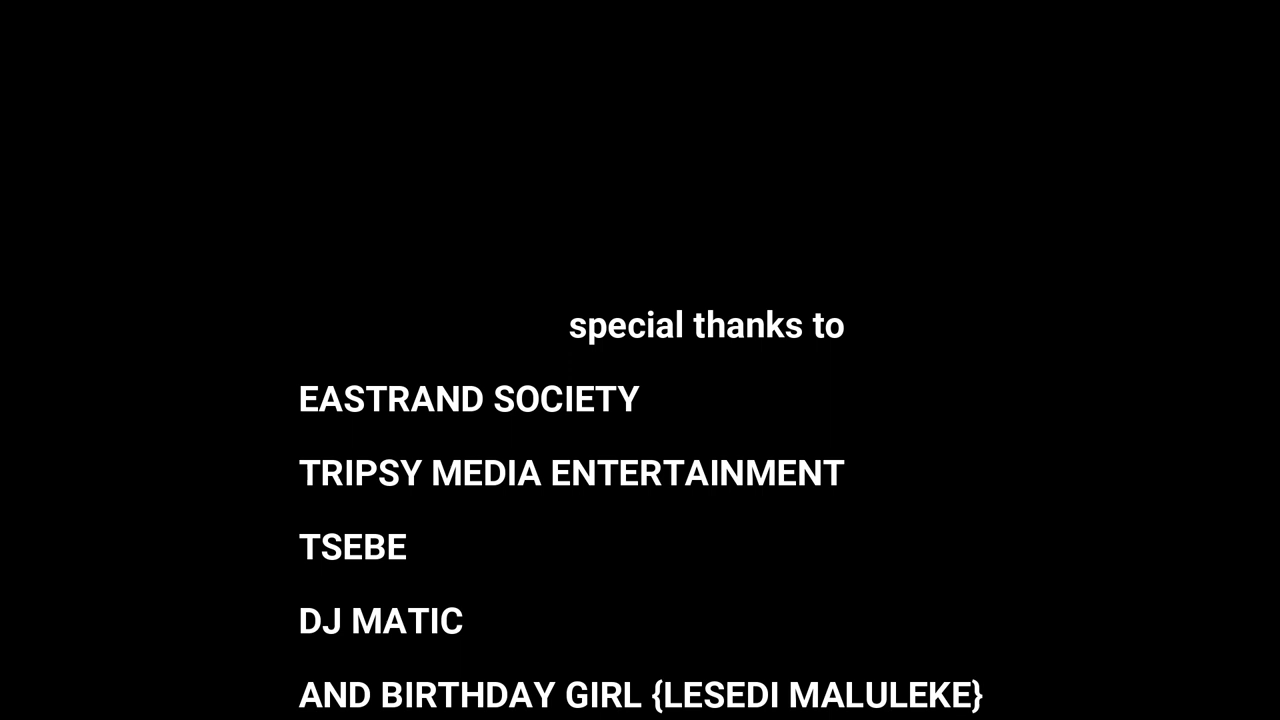 special thanks to
EASTRAND SOCIETY
TRIPSY MEDIA ENTERTAINMENT
TSEBE
DJ MATIC
AND BIRTHDAY GIRL {LESEDI MALULEKE}